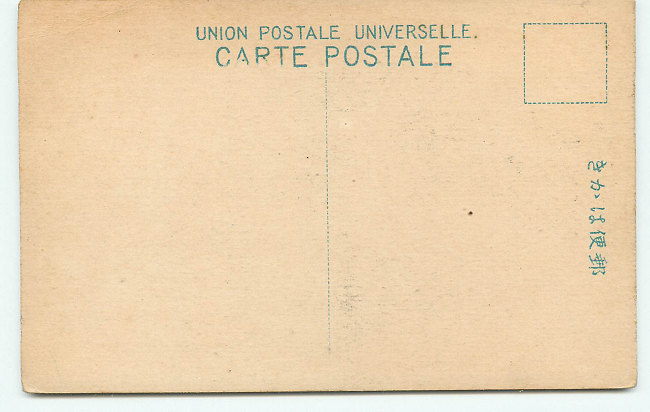 UNION POSTALE UNIVERSELLE.
CARTE POSTALE
きかは便郵